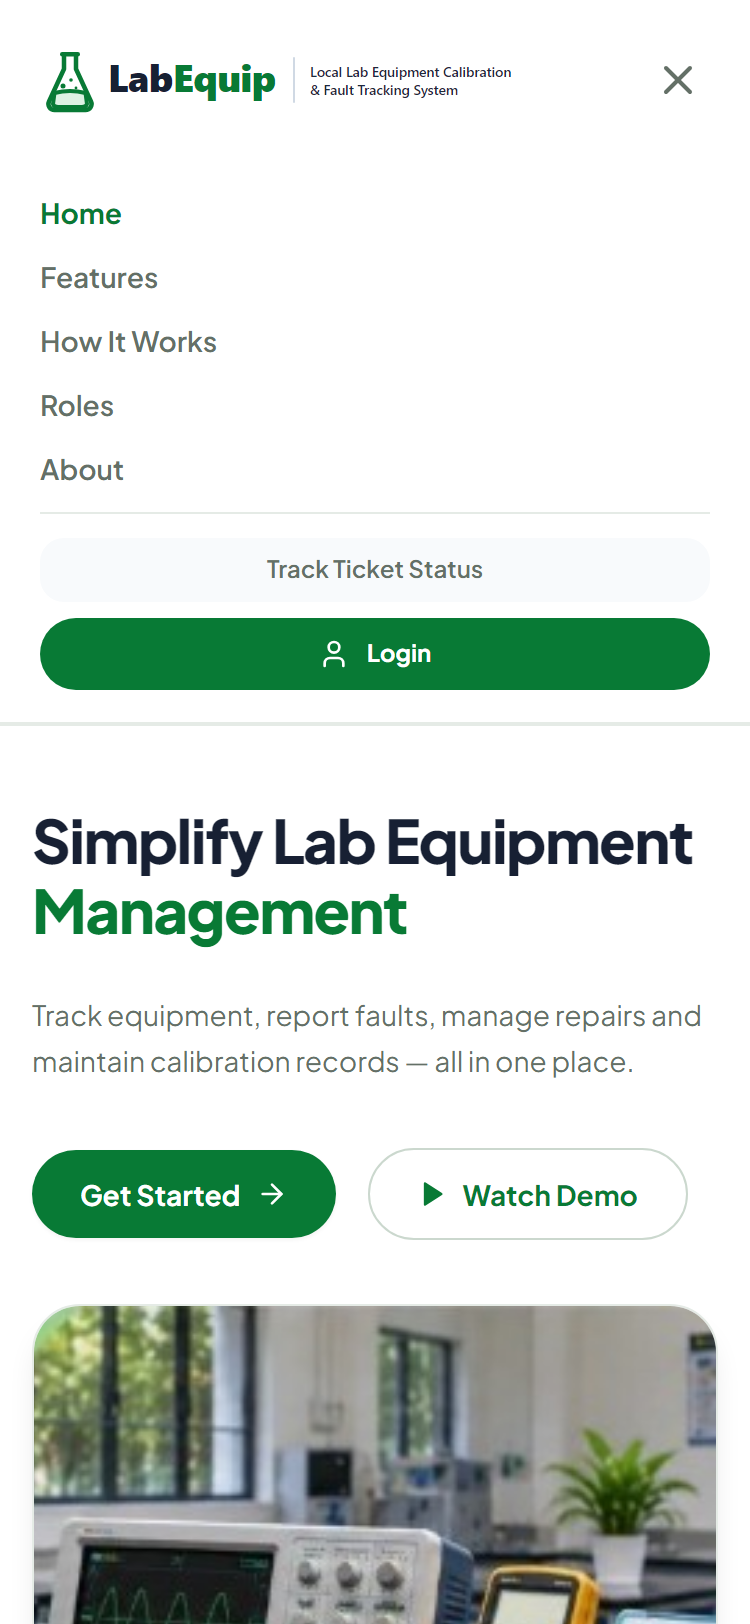 LabEquip
Local Lab Equipment Calibration
& Fault Tracking System
Home
Features
How It Works
Roles
About
Track Ticket Status
Login
Simplify Lab Equipment
Management
Track equipment, report faults, manage repairs and
maintain calibration records — all in one place.
Get Started
Watch Demo